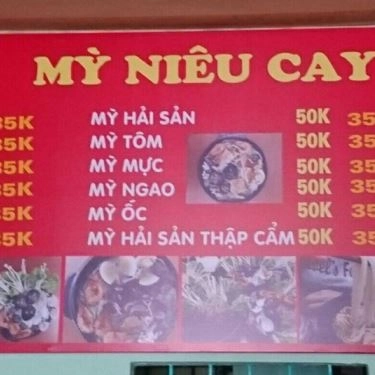 MỲ NIÊU CAY
35K MỲ HẢI SẢN 50K 35
35K MỲ TÔM 50K 35
35K MỲ MỰC 50K 35
35K MỲ NGAO 50K 35
35K MỲ ỐC 50K 35
35K MỲ HẢI SẢN THẬP CẨM 50K 35